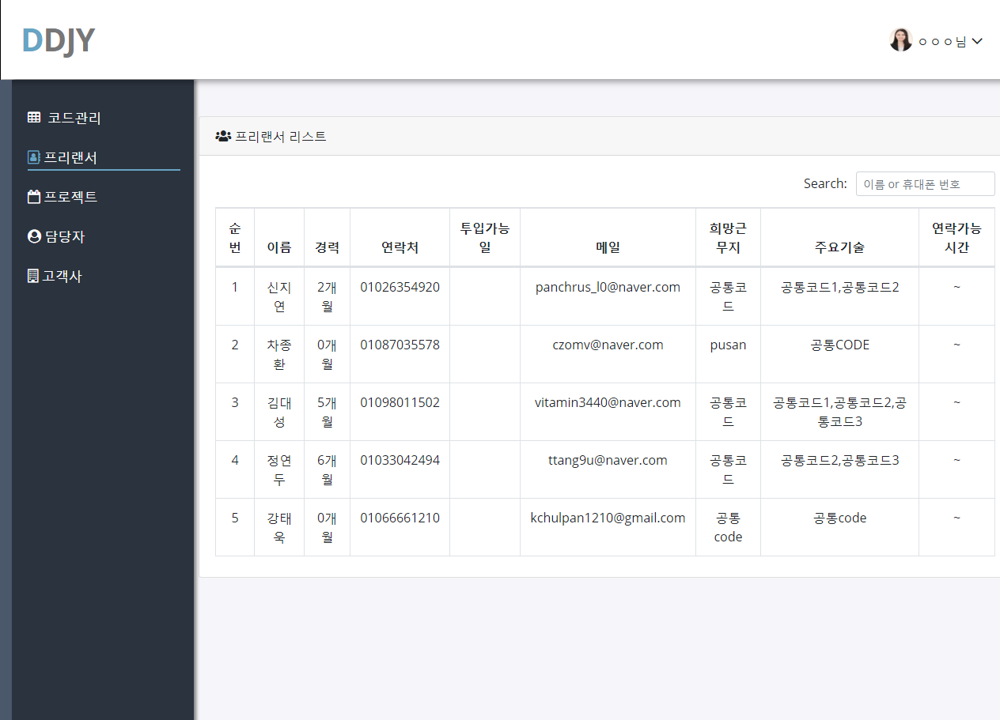 DDJY
ㅇㅇㅇ님
코드관리
프리랜서
프로젝트
담당자
고객사
프리랜서 리스트
Search: 이름 or 휴대폰 번호
순번 이름 경력 연락처 투입가능일 메일 희망근무지 주요기술 연락가능시간
1 신지연 2개월 01026354920 panchrus_l0@naver.com 공통코드 공통코드1,공통코드2 ~
2 차종환 0개월 01087035578 czomv@naver.com pusan 공통CODE ~
3 김대성 5개월 01098011502 vitamin3440@naver.com 공통코드 공통코드1,공통코드2,공통코드3 ~
4 정연두 6개월 01033042494 ttang9u@naver.com 공통코드 공통코드2,공통코드3 ~
5 강태욱 0개월 01066661210 kchulpan1210@gmail.com 공통code 공통code ~